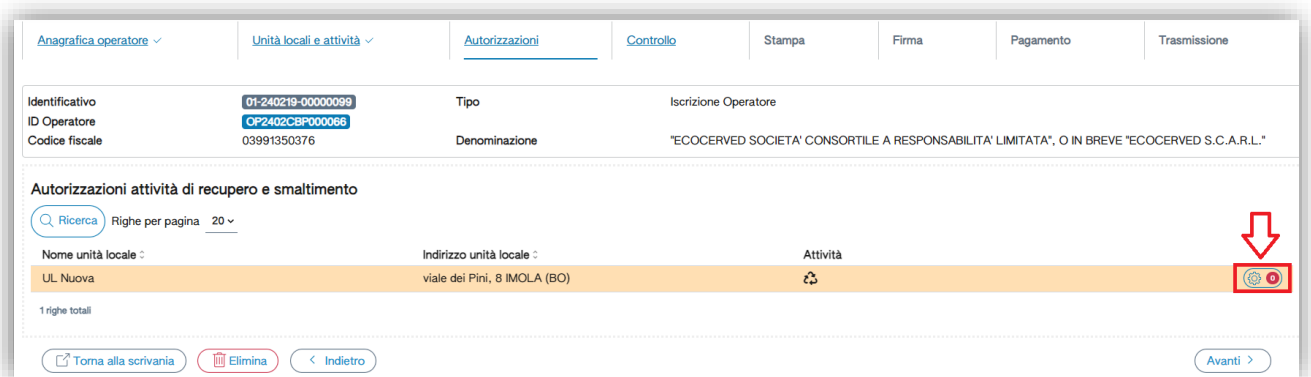 Anagrafica operatore Unità locali e attività Autorizzazioni Controllo Stampa Firma Pagamento Trasmissione
Identificativo 01-240219-00000099 Tipo Iscrizione Operatore
ID Operatore OP2402CBP000066
Codice fiscale 03991350376 Denominazione "ECOCERVED SOCIETA' CONSORTILE A RESPONSABILITA' LIMITATA", O IN BREVE "ECOCERVED S.C.A.R.L."
Autorizzazioni attività di recupero e smaltimento
Ricerca Righe per pagina 20
Nome unità locale Indirizzo unità locale Attività
UL Nuova viale dei Pini, 8 IMOLA (BO) 0
1 righe totali
Torna alla scrivania Elimina Indietro Avanti